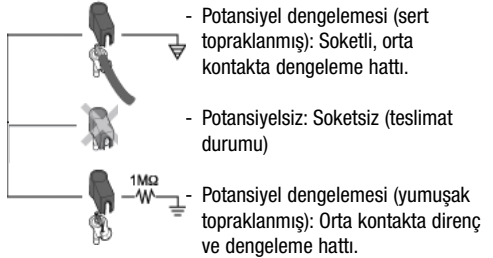 - Potansiyel dengelemesi (sert
topraklanmış): Soketli, orta
kontakta dengeleme hattı.
- Potansiyelsiz: Soketsiz (teslimat
durumu)
1MΩ
- Potansiyel dengelemesi (yumuşak
topraklanmış): Orta kontakta direnç
ve dengeleme hattı.